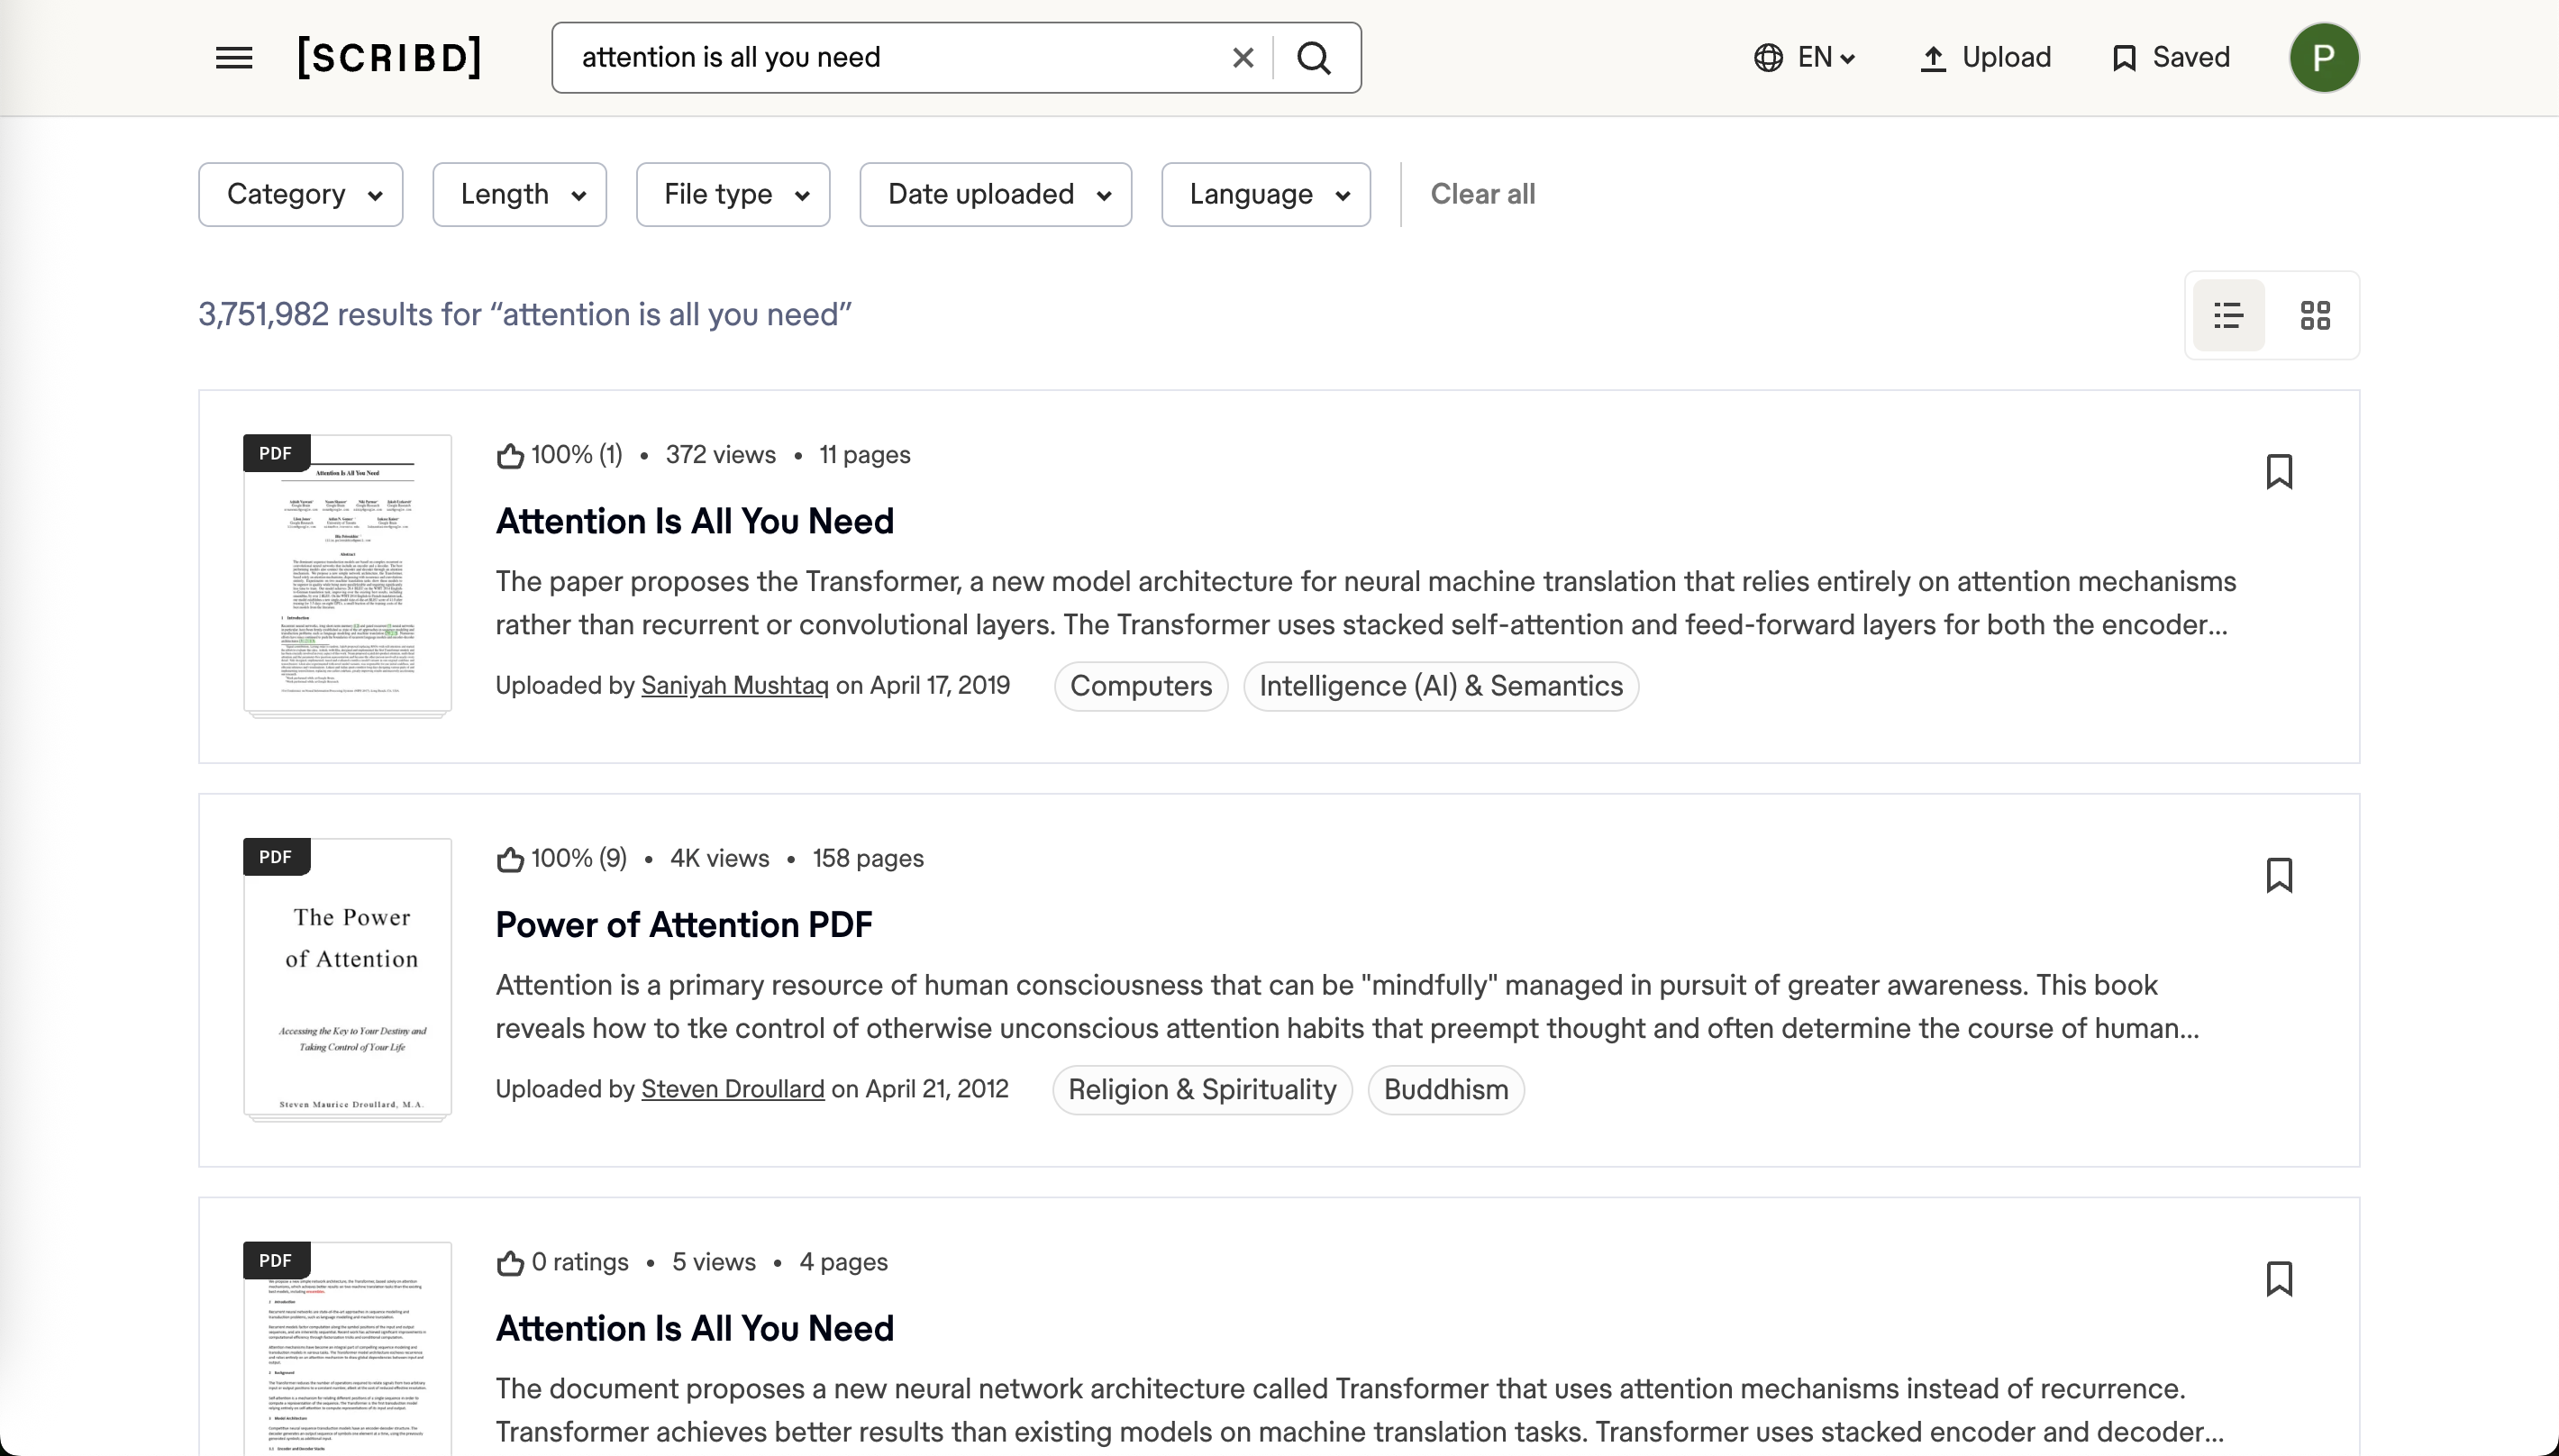 [SCRIBD]
attention is all you need
EN
Upload
Saved
P
Category
Length
File type
Date uploaded
Language
Clear all
3,751,982 results for “attention is all you need”
PDF
Attention Is All You Need
Abstract
1 Introduction
100% (1) • 372 views • 11 pages
Attention Is All You Need
The paper proposes the Transformer, a new model architecture for neural machine translation that relies entirely on attention mechanisms
rather than recurrent or convolutional layers. The Transformer uses stacked self-attention and feed-forward layers for both the encoder...
Uploaded by Saniyah Mushtaq on April 17, 2019
Computers
Intelligence (AI) & Semantics
PDF
The Power
of Attention
Accessing the Key to Your Destiny and
Taking Control of Your Life
Steven Maurice Droullard, M.A.
100% (9) • 4K views • 158 pages
Power of Attention PDF
Attention is a primary resource of human consciousness that can be "mindfully" managed in pursuit of greater awareness. This book
reveals how to tke control of otherwise unconscious attention habits that preempt thought and often determine the course of human...
Uploaded by Steven Droullard on April 21, 2012
Religion & Spirituality
Buddhism
PDF
0 ratings • 5 views • 4 pages
Attention Is All You Need
The document proposes a new neural network architecture called Transformer that uses attention mechanisms instead of recurrence.
Transformer achieves better results than existing models on machine translation tasks. Transformer uses stacked encoder and decoder...